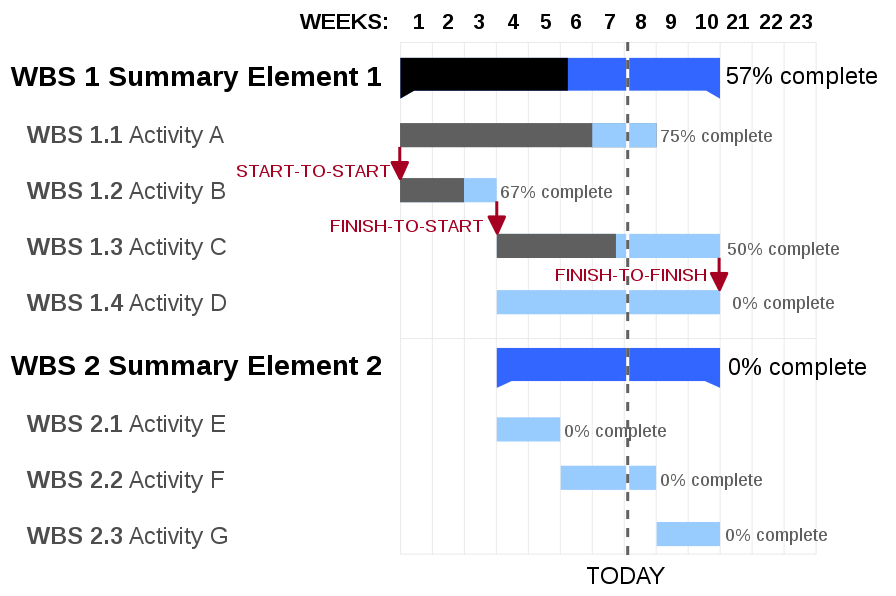 WEEKS: 1 2 3 4 5 6 7 8 9 10 21 22 23
WBS 1 Summary Element 1 57% complete
WBS 1.1 Activity A 75% complete
START-TO-START
WBS 1.2 Activity B 67% complete
FINISH-TO-START
WBS 1.3 Activity C 50% complete
FINISH-TO-FINISH
WBS 1.4 Activity D 0% complete
WBS 2 Summary Element 2 0% complete
WBS 2.1 Activity E 0% complete
WBS 2.2 Activity F 0% complete
WBS 2.3 Activity G 0% complete
TODAY